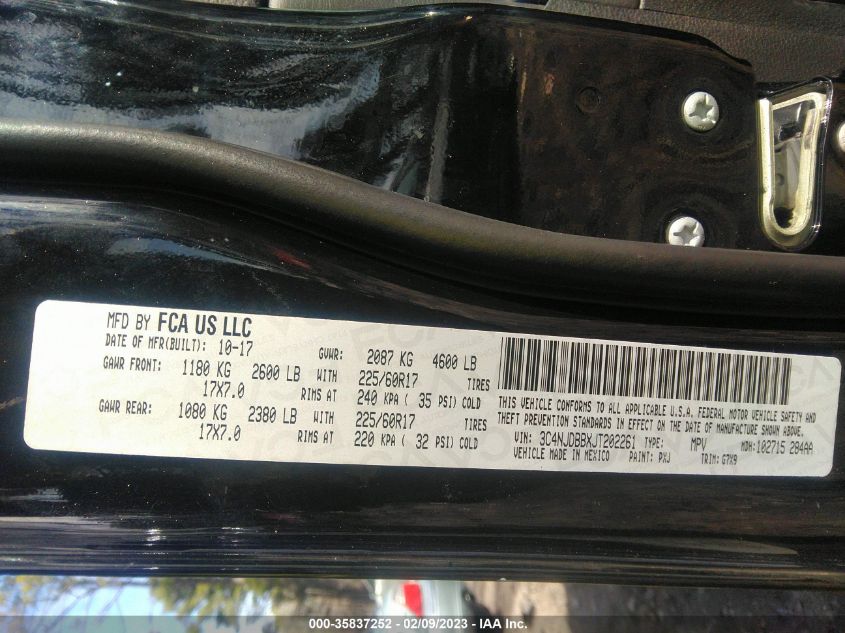 MFD BY FCA US LLC
DATE OF MFR(BUILT): 10-17 GVWR: 2087 KG 4600 LB
GAWR FRONT: 1180 KG 2600 LB WITH 225/60R17 TIRES
17X7.0 RIMS AT 240 KPA ( 35 PSI) COLD
GAWR REAR: 1080 KG 2380 LB WITH 225/60R17 TIRES
17X7.0 RIMS AT 220 KPA ( 32 PSI) COLD
THIS VEHICLE CONFORMS TO ALL APPLICABLE U.S.A. FEDERAL MOTOR VEHICLE SAFETY AND
THEFT PREVENTION STANDARDS IN EFFECT ON THE DATE OF MANUFACTURE SHOWN ABOVE.
VIN: 3C4NJDBBXJT202261 TYPE: MPV MDH:102715 284AA
VEHICLE MADE IN MEXICO PAINT: PXJ TRIM: G7X9
000-35837252 - 02/09/2023 - IAA Inc.